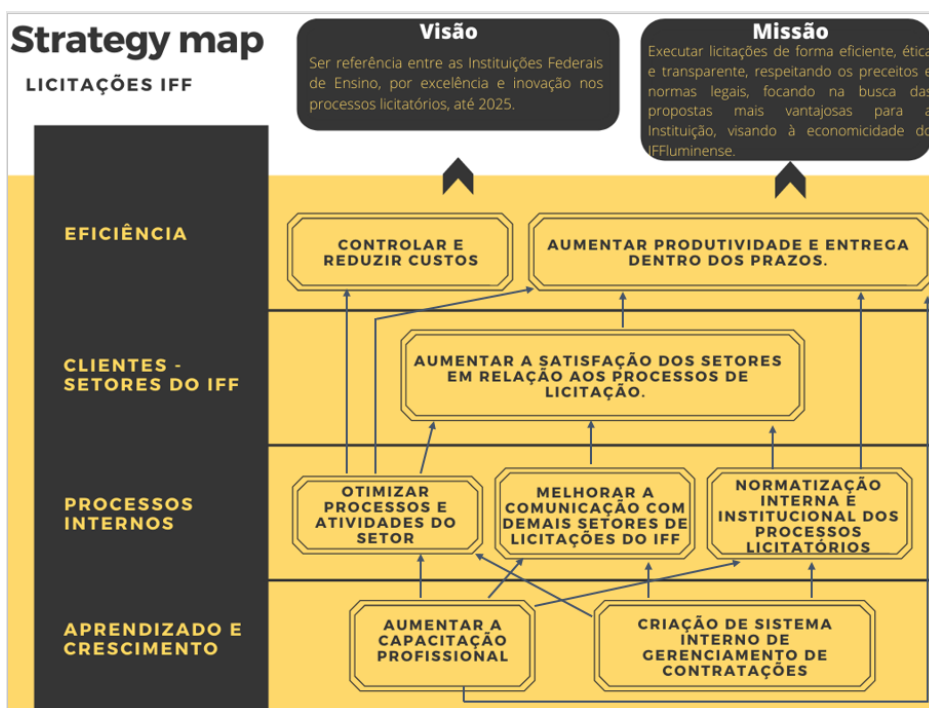 Strategy map
LICITAÇÕES IFF
Visão
Ser referência entre as Instituições Federais
de Ensino, por excelência e inovação nos
processos licitatórios, até 2025.
Missão
Executar licitações de forma eficiente, ética
e transparente, respeitando os preceitos e
normas legais, focando na busca das
propostas mais vantajosas para a
Instituição, visando à economicidade do
IFFluminense.
EFICIÊNCIA
CONTROLAR E
REDUZIR CUSTOS
AUMENTAR PRODUTIVIDADE E ENTREGA
DENTRO DOS PRAZOS.
CLIENTES -
SETORES DO IFF
AUMENTAR A SATISFAÇÃO DOS SETORES
EM RELAÇÃO AOS PROCESSOS DE
LICITAÇÃO.
PROCESSOS
INTERNOS
OTIMIZAR
PROCESSOS E
ATIVIDADES DO
SETOR
MELHORAR A
COMUNICAÇÃO COM
DEMAIS SETORES DE
LICITAÇÕES DO IFF
NORMATIZAÇÃO
INTERNA E
INSTITUCIONAL DOS
PROCESSOS
LICITATÓRIOS
APRENDIZADO E
CRESCIMENTO
AUMENTAR A
CAPACITAÇÃO
PROFISSIONAL
CRIAÇÃO DE SISTEMA
INTERNO DE
GERENCIAMENTO DE
CONTRATAÇÕES